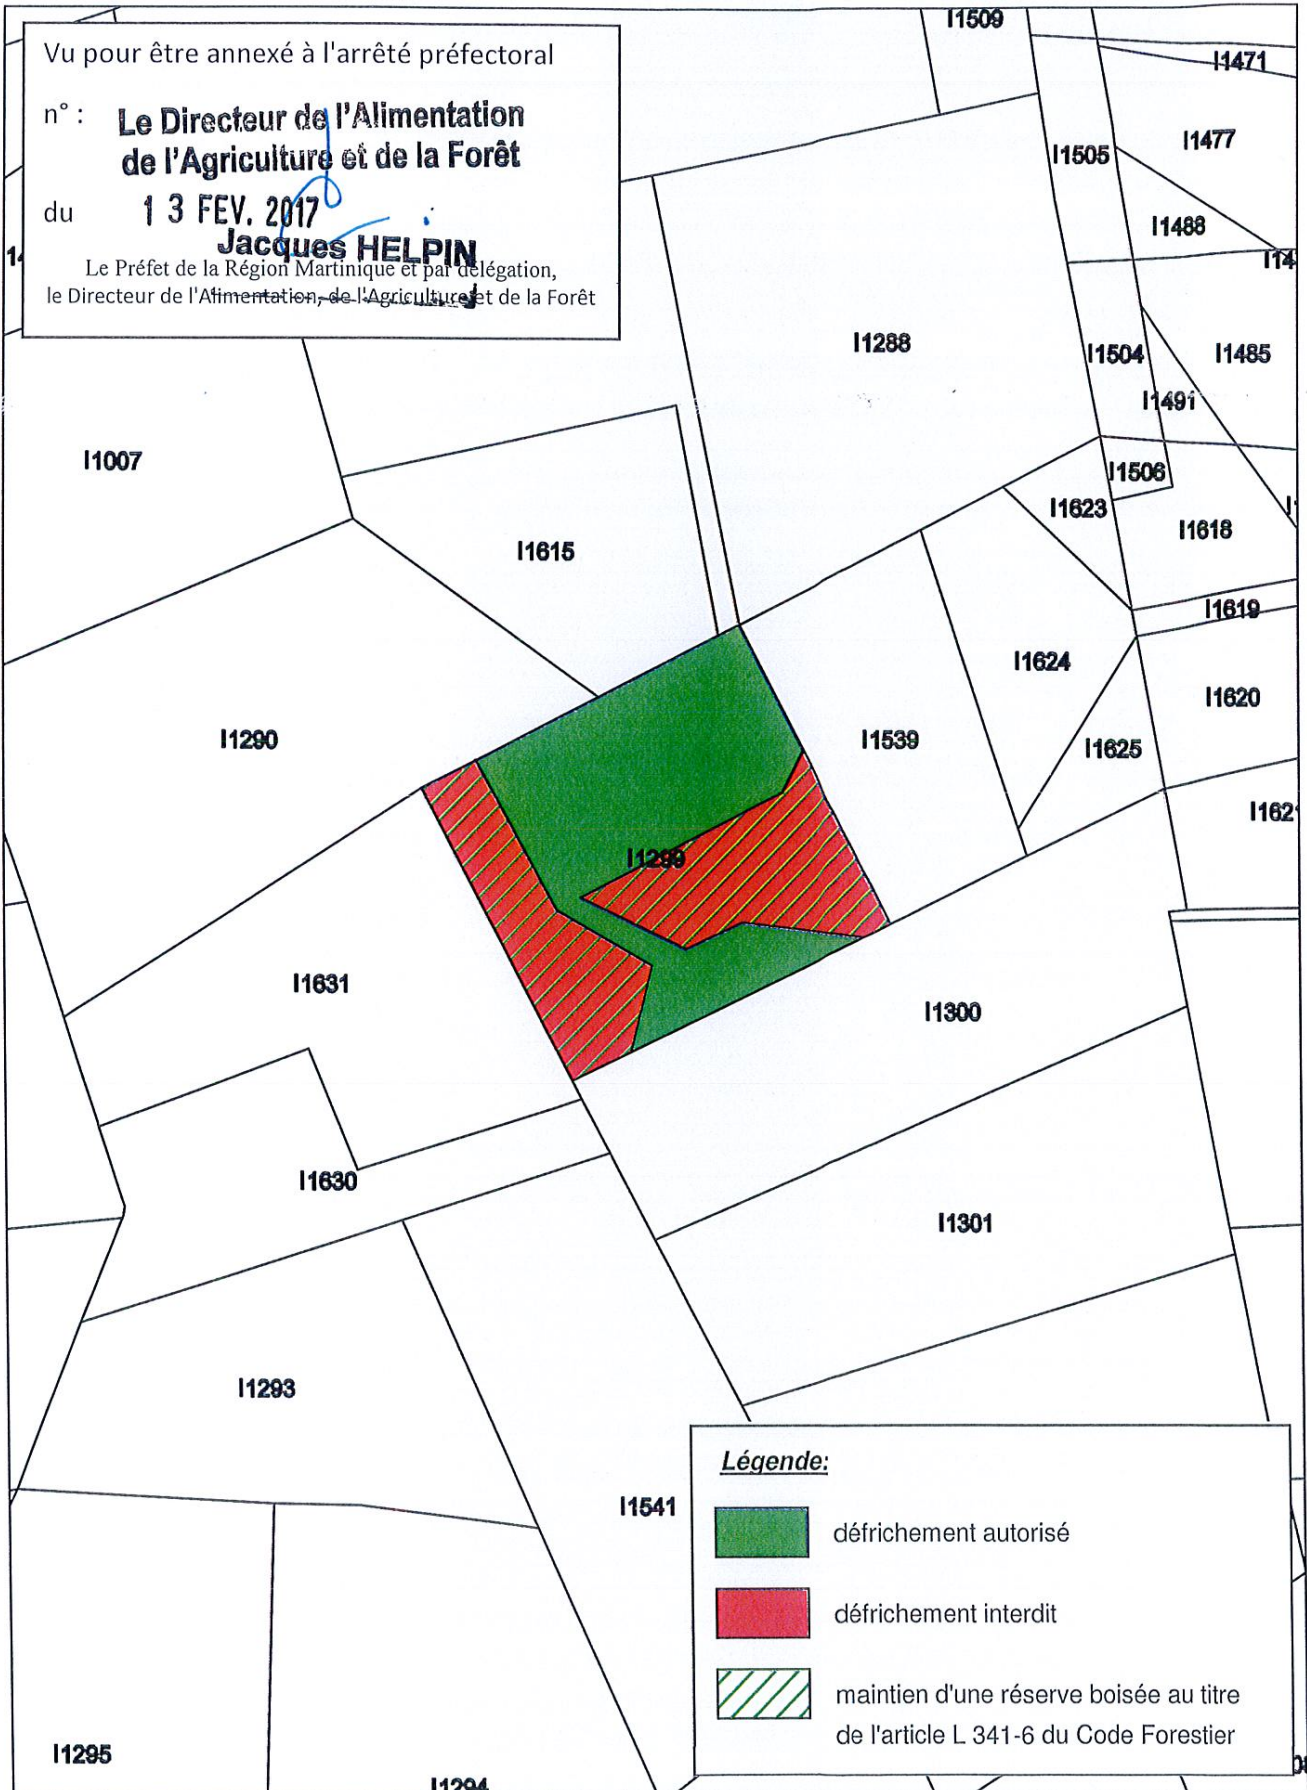 Vu pour être annexé à l'arrêté préfectoral
n° :
Le Directeur de l'Alimentation
de l'Agriculture et de la Forêt
du 13 FEV. 2017
Jacques HELPIN
Le Préfet de la Région Martinique et par délégation,
le Directeur de l'Alimentation, de l'Agriculture et de la Forêt
I1509
I1471
I1477
I1505
I1488
I1288
I1504
I1485
I1491
I1007
I1506
I1623
I1618
I1615
I1619
I1624
I1620
I1290
I1539
I1625
I1621
I1299
I1631
I1300
I1630
I1301
I1293
I1541
I1295
I1294
Légende:
défrichement autorisé
défrichement interdit
maintien d'une réserve boisée au titre
de l'article L 341-6 du Code Forestier